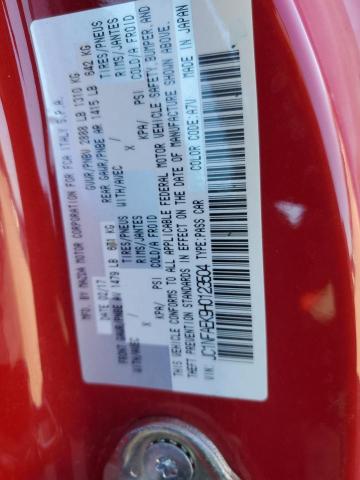 MFD. BY MAZDA MOTOR CORPORATION FOR FCA ITALY S.P.A.
DATE: 02/17 GVWR/PNBV 2888 LB 1310 KG
FRONT GAWR/PNBE AV 1479 LB 671 KG REAR GAWR/PNBE AR 1415 LB 642 KG
WITH/AVEC TIRES/PNEUS WITH/AVEC TIRES/PNEUS
X RIMS/JANTES X RIMS/JANTES
KPA/ PSI COLD/A FROID KPA/ PSI COLD/A FROID
THIS VEHICLE CONFORMS TO ALL APPLICABLE FEDERAL MOTOR VEHICLE SAFETY, BUMPER, AND
THEFT PREVENTION STANDARDS IN EFFECT ON THE DATE OF MANUFACTURE SHOWN ABOVE.
VIN: JC1NFAEK9H0123504 TYPE: PASS CAR COLOR CODE: A7V MADE IN JAPAN